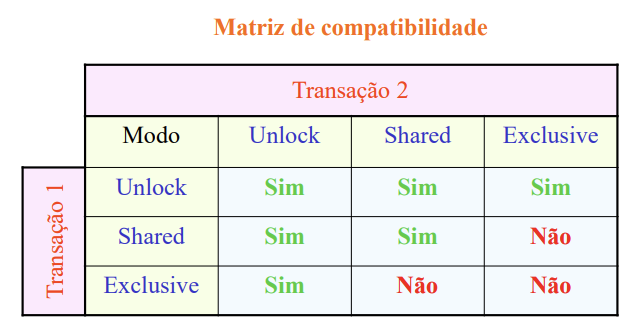 Matriz de compatibilidade
Transação 2
Modo Unlock Shared Exclusive
Transação 1
Unlock Sim Sim Sim
Shared Sim Sim Não
Exclusive Sim Não Não